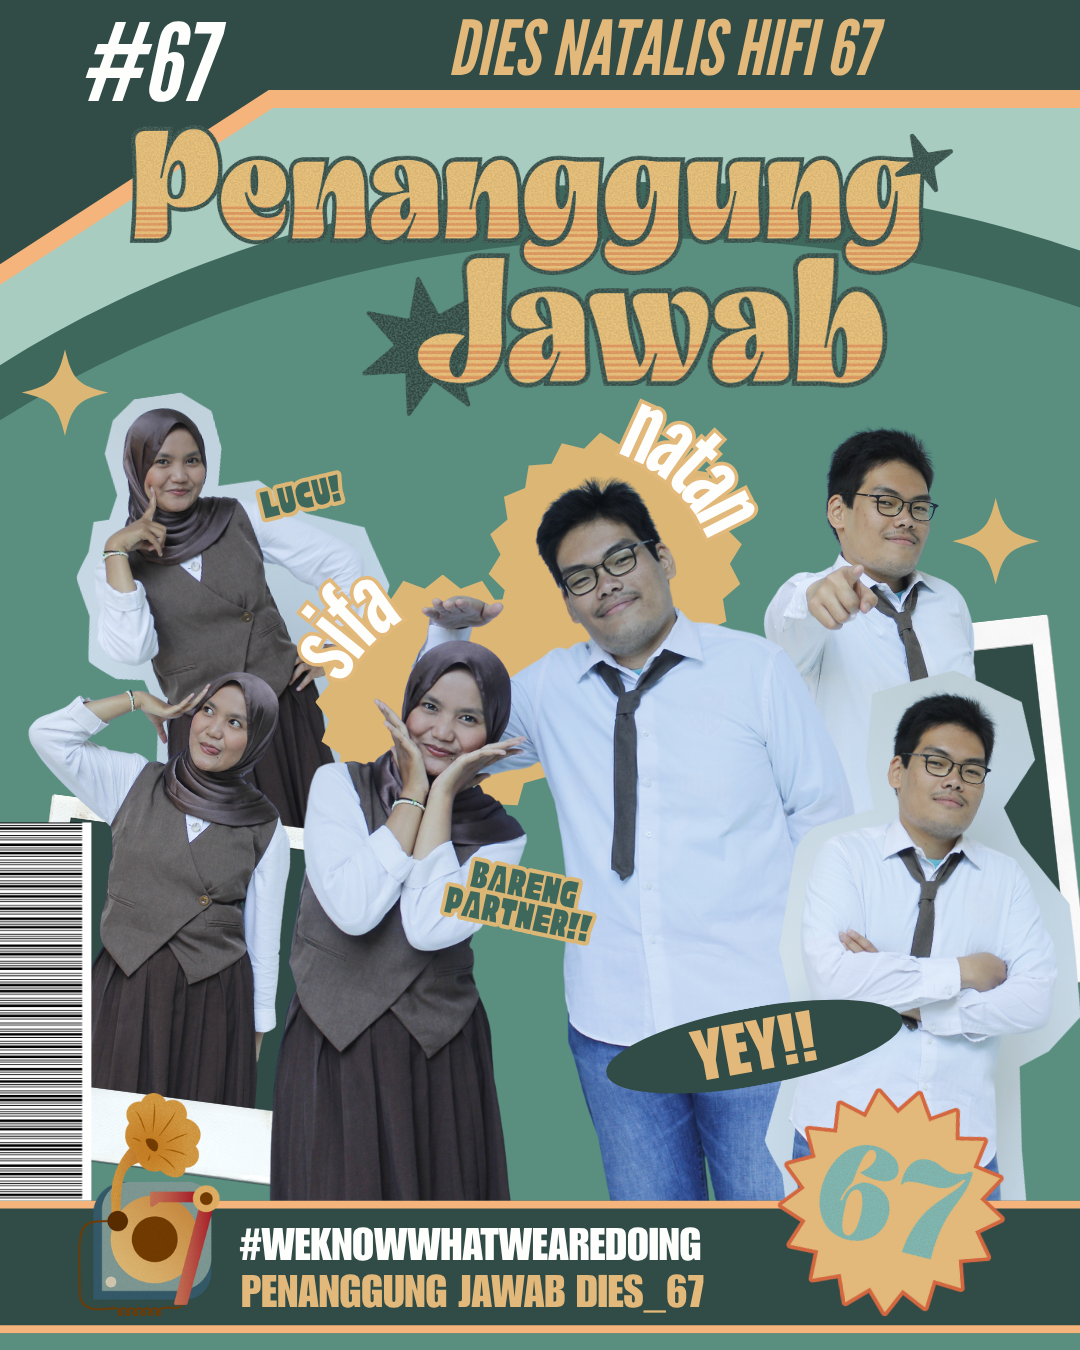 #67
DIES NATALIS HIFI 67
Penanggung
Jawab
natan
LUCU!
sifa
BARENG
PARTNER!!
YEY!!
67
#WEKNOWWHATWEAREDOING
PENANGGUNG JAWAB DIES_67